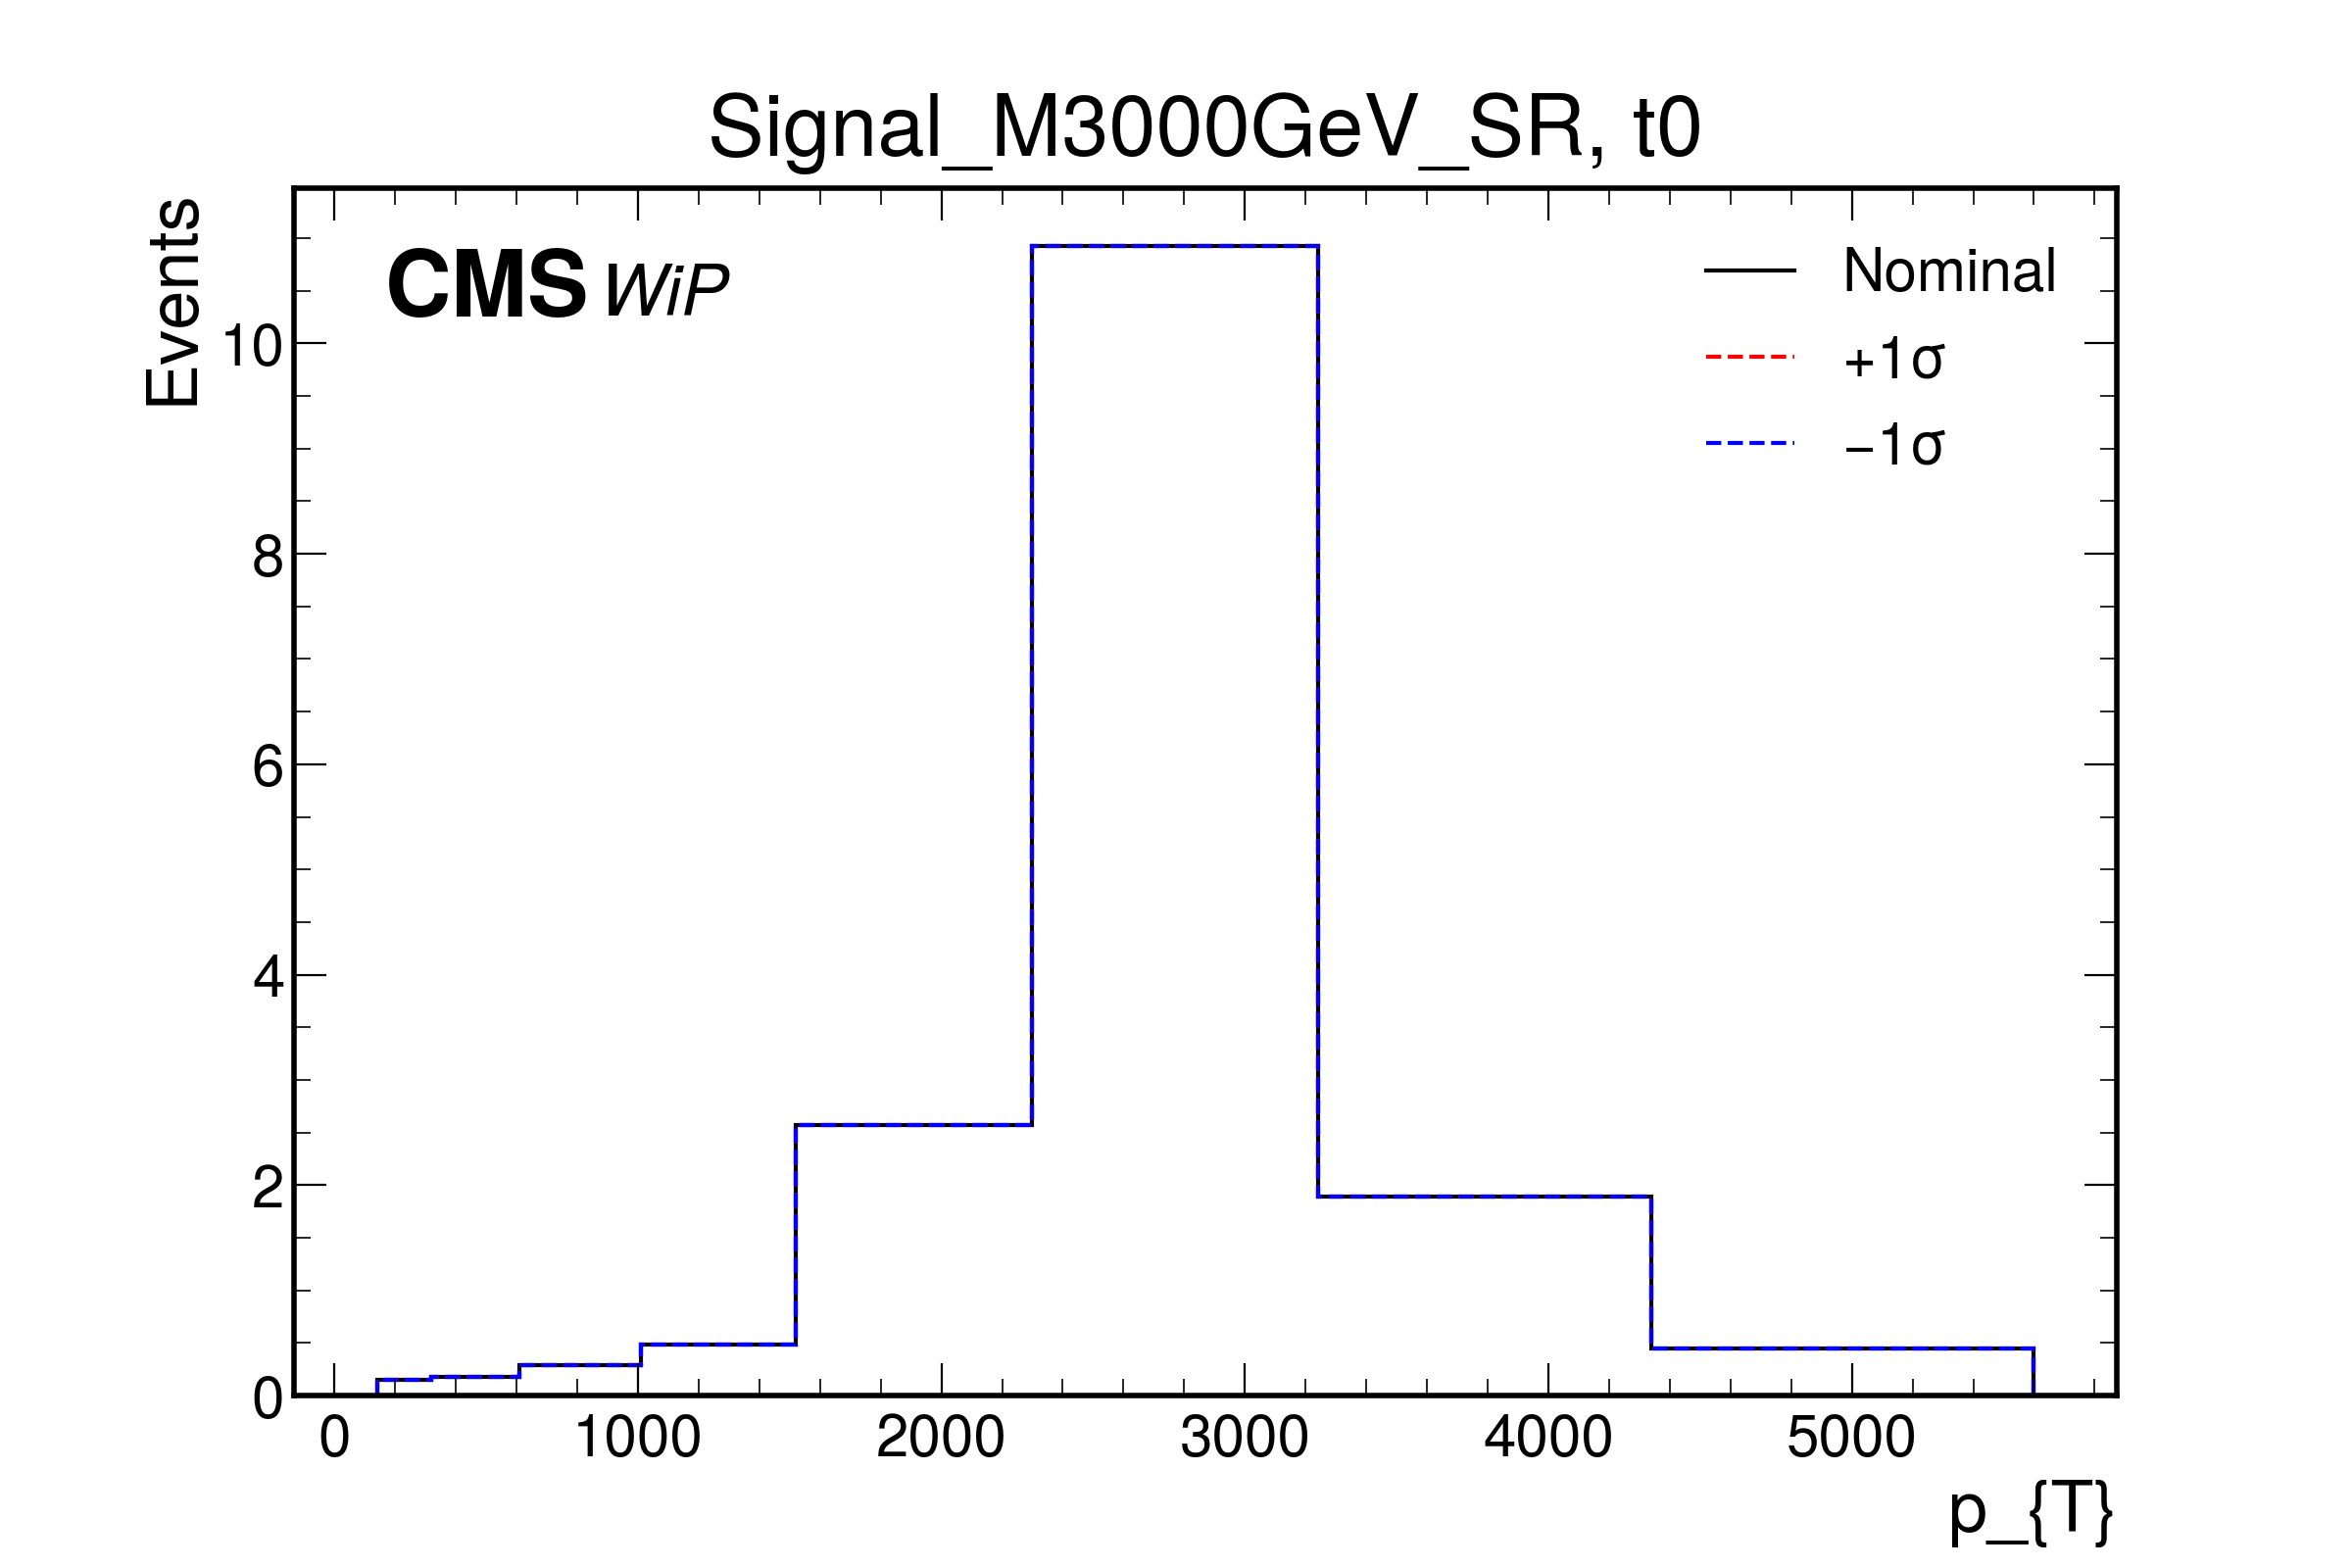 Signal_M3000GeV_SR, t0
Events
CMS WiP
Nominal
+1σ
−1σ
10
8
6
4
2
0
0 1000 2000 3000 4000 5000
p_{T}